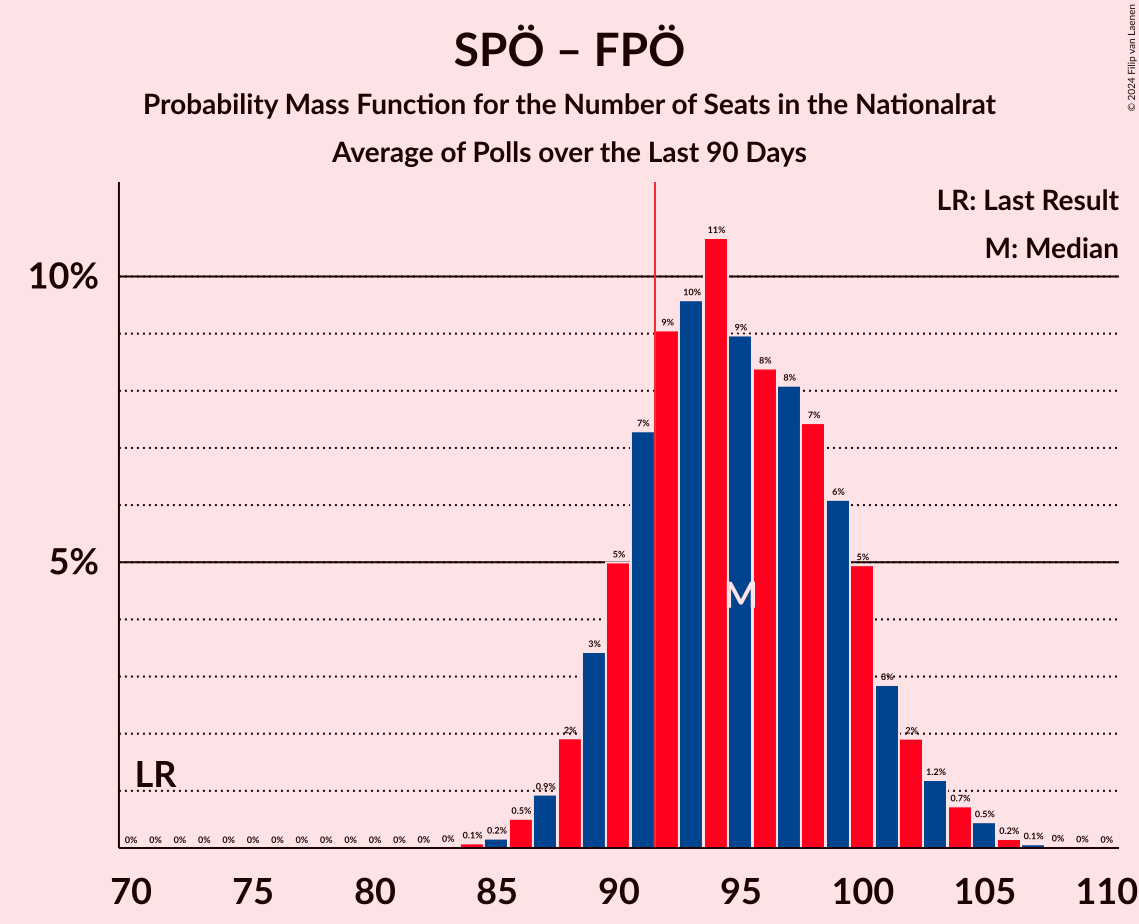 SPÖ – FPÖ
Probability Mass Function for the Number of Seats in the Nationalrat
Average of Polls over the Last 90 Days
© 2024 Filip van Laenen
LR: Last Result
M: Median
10%
5%
LR
M
0% 0% 0% 0% 0% 0% 0% 0% 0% 0% 0% 0% 0% 0% 0.1% 0.2% 0.5% 0.9% 2% 3% 5% 7% 9% 10% 11% 9% 8% 8% 7% 6% 5% 3% 2% 1.2% 0.7% 0.5% 0.2% 0.1% 0% 0% 0%
70 75 80 85 90 95 100 105 110